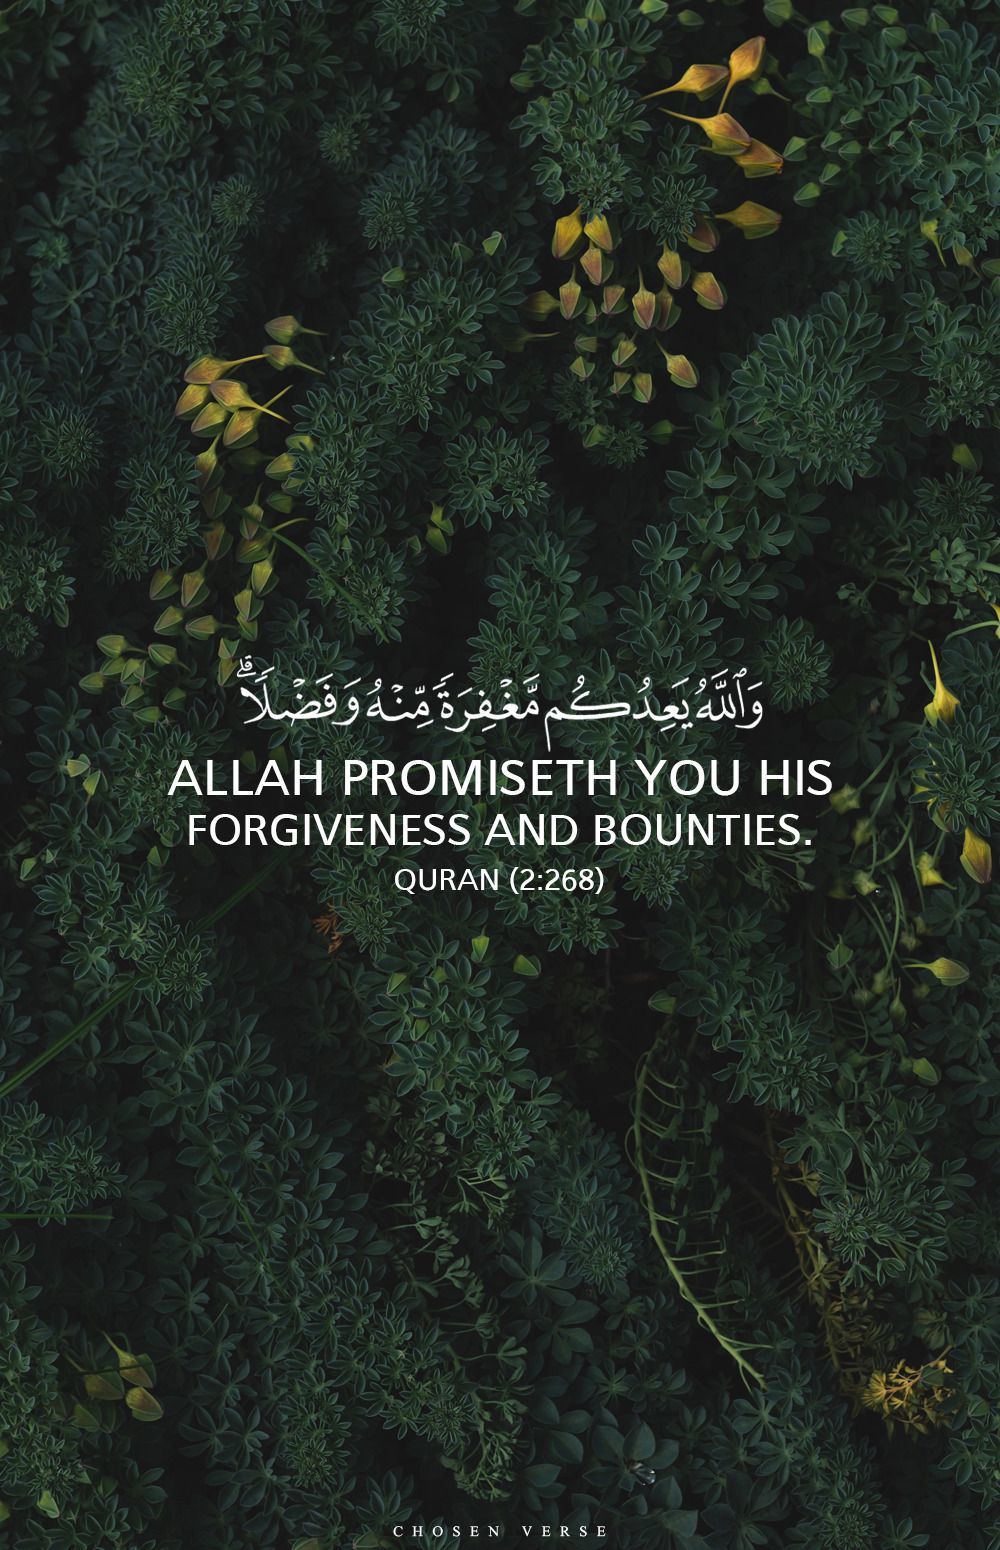 وَٱللَّهُ يَعِدُكُم مَّغْفِرَةً مِّنْهُ وَفَضْلًا ۗ
ALLAH PROMISETH YOU HIS
FORGIVENESS AND BOUNTIES.
QURAN (2:268)
CHOSEN VERSE